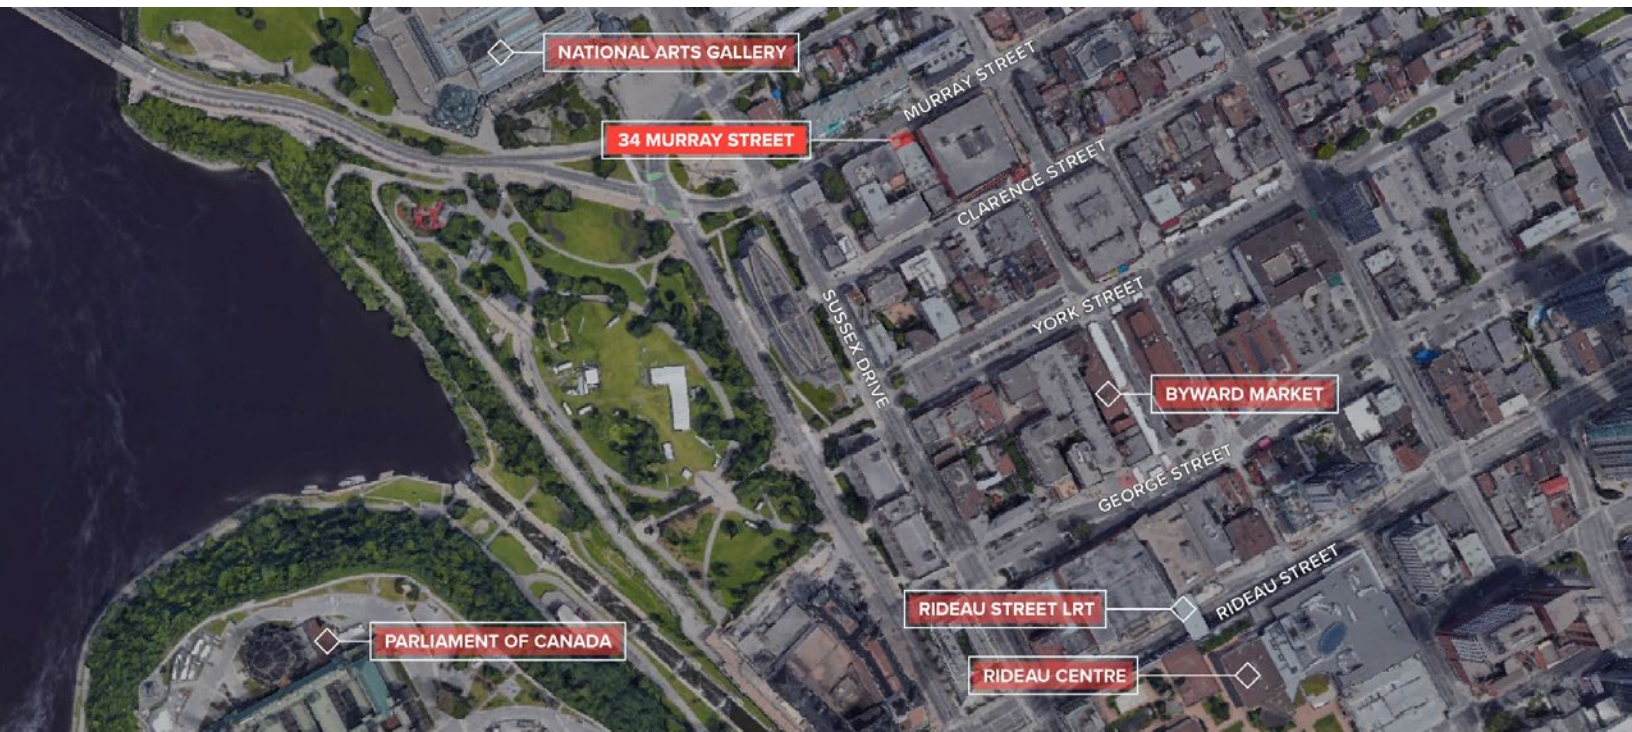 NATIONAL ARTS GALLERY
MURRAY STREET
34 MURRAY STREET
CLARENCE STREET
YORK STREET
SUSSEX DRIVE
BYWARD MARKET
GEORGE STREET
RIDEAU STREET
RIDEAU STREET LRT
PARLIAMENT OF CANADA
RIDEAU CENTRE